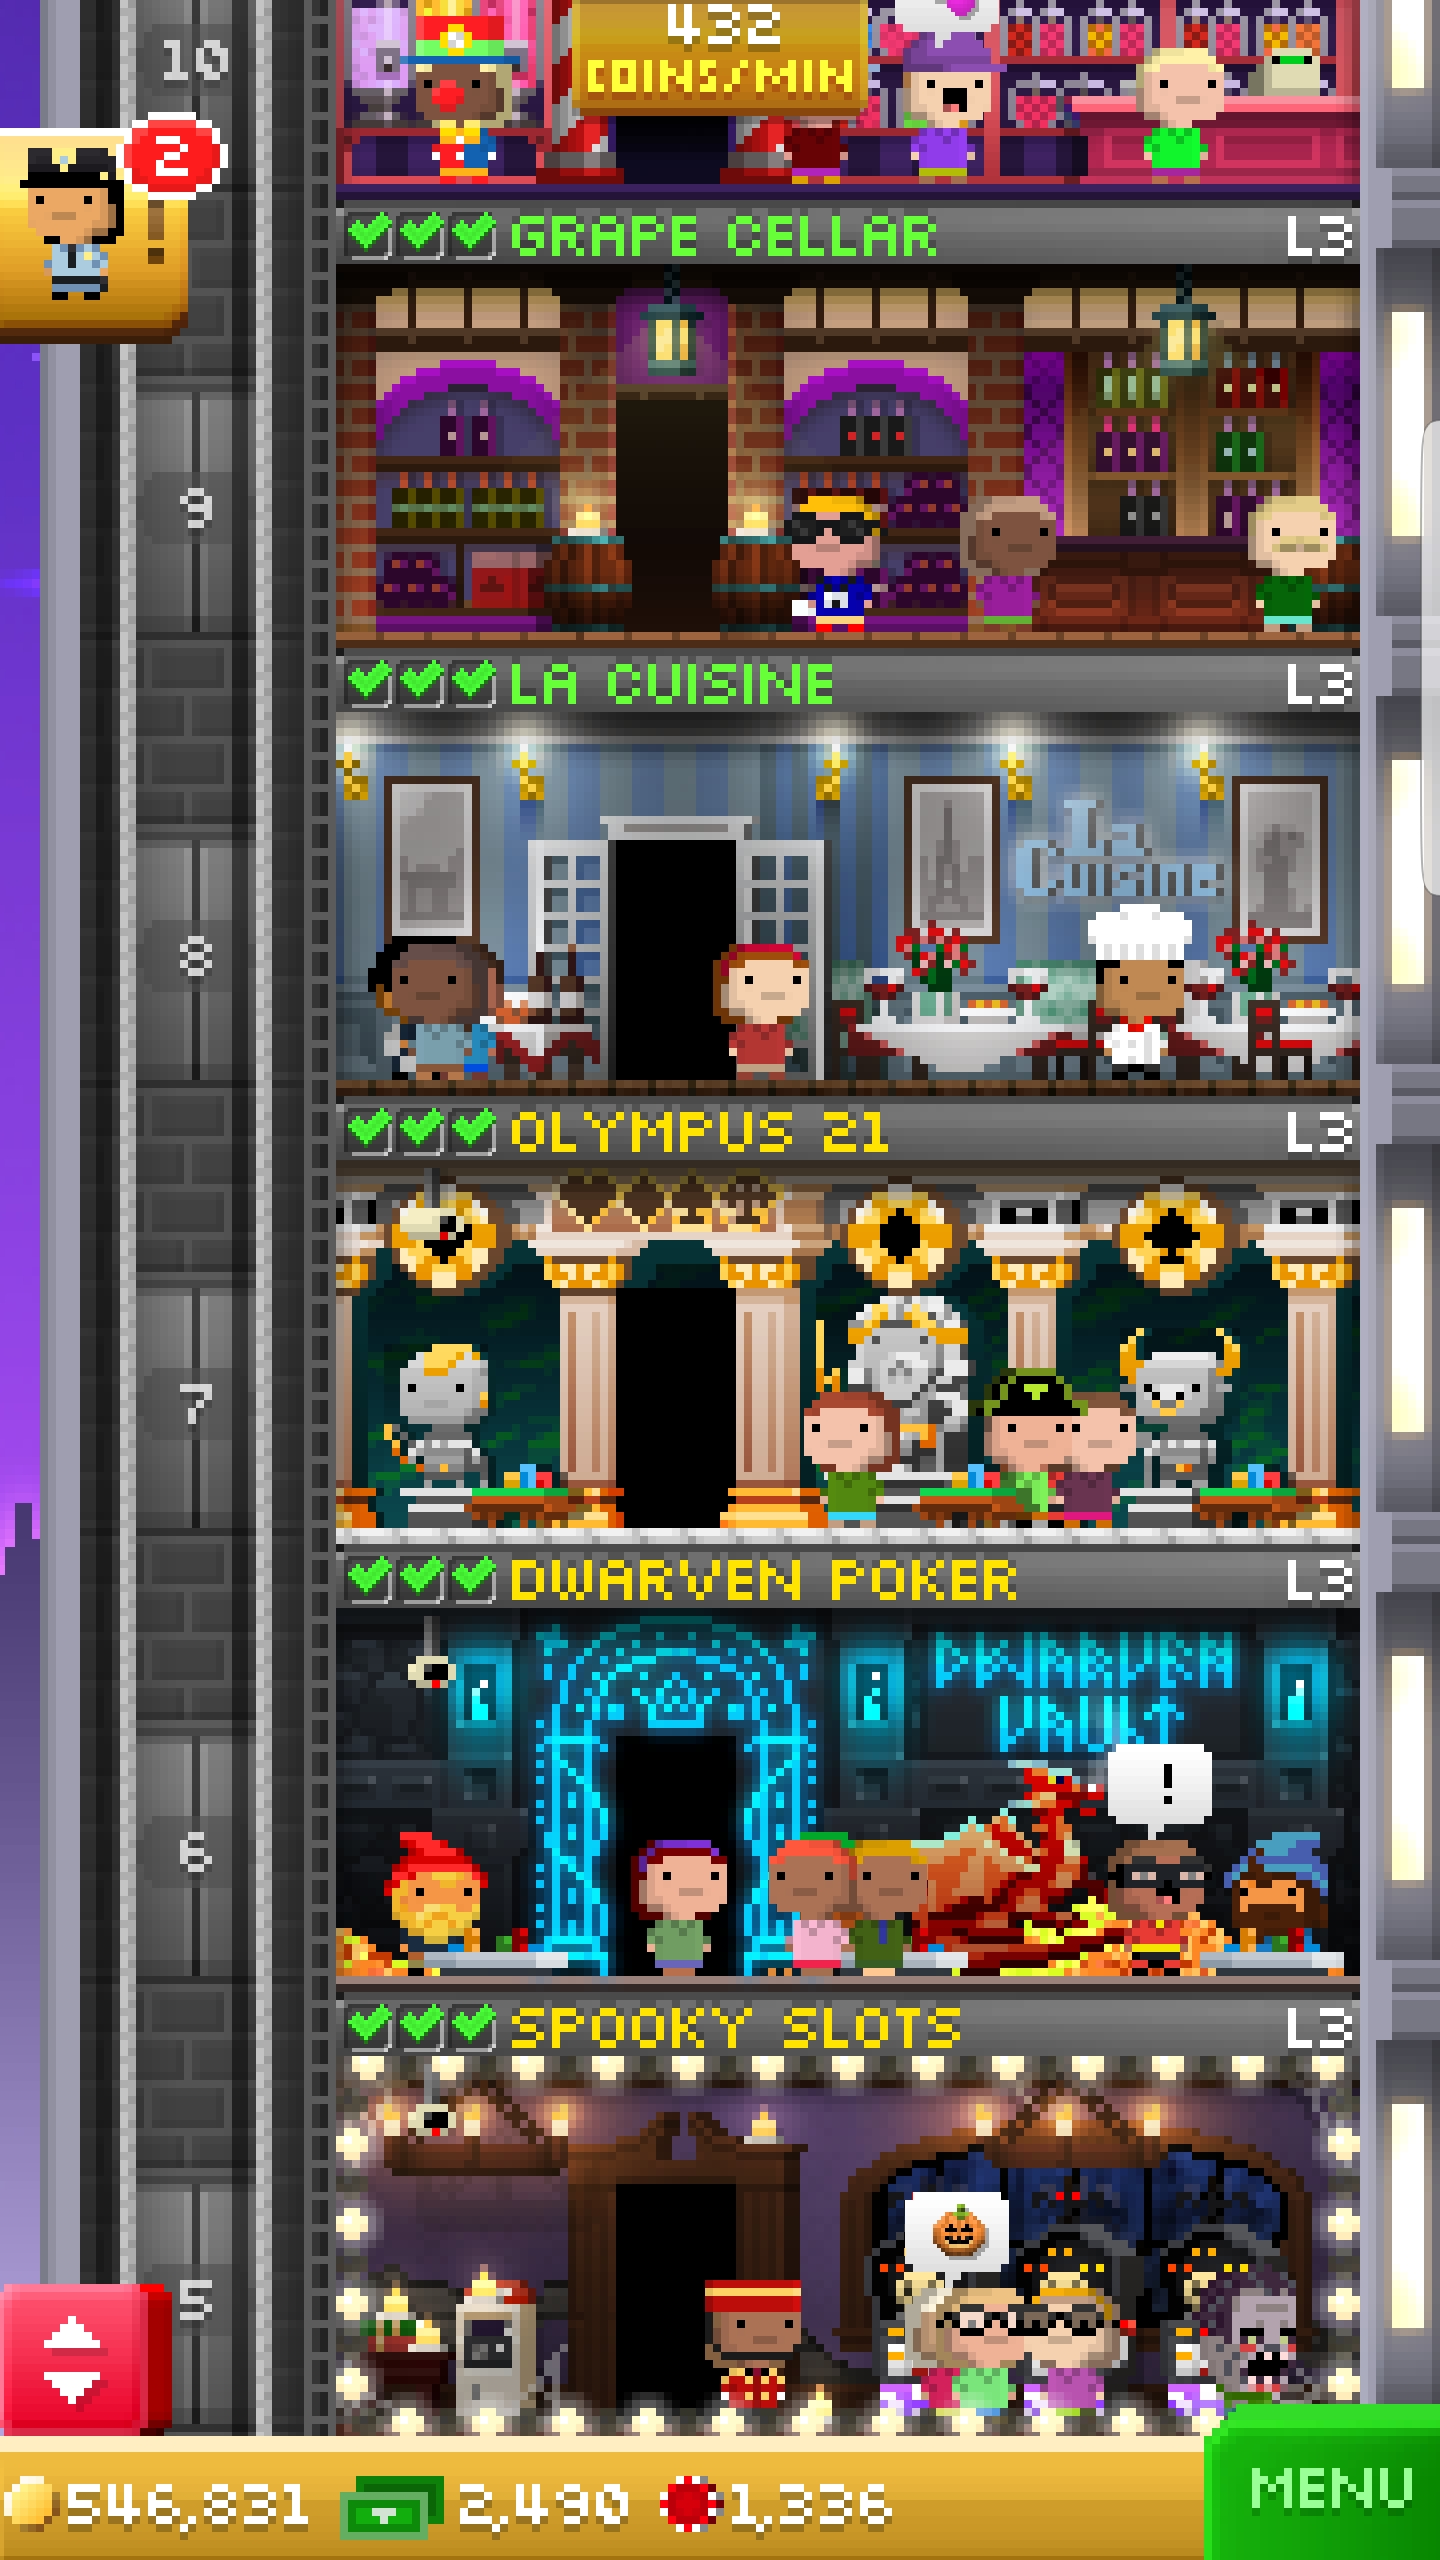 432
COINS/MIN
10
2
!
GRAPE CELLAR L3
9
LA CUISINE L3
La
Cuisine
8
OLYMPUS 21 L3
7
DWARVEN POKER L3
DWARVEN
VAULT
!
6
SPOOKY SLOTS L3
5
546,831 2,490 1,336 MENU